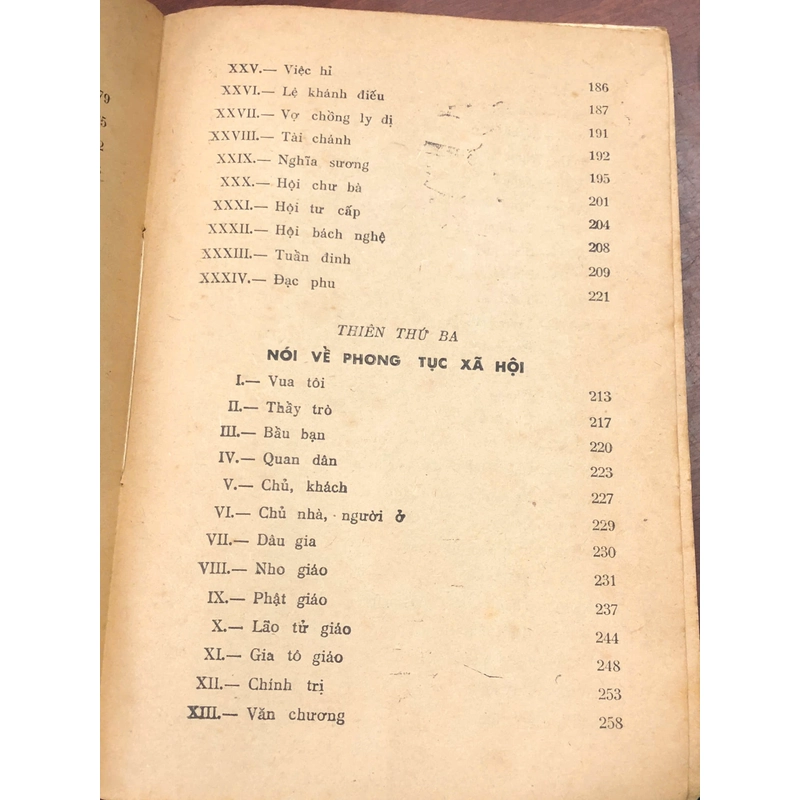 79
5
2
XXV.— Việc hỉ 186
XXVI.— Lệ khánh điếu 187
XXVII.— Vợ chồng ly dị 191
XXVIII.— Tài chánh 192
XXIX.— Nghĩa sương 195
XXX.— Hội chư bà 201
XXXI.— Hội tư cấp 204
XXXII.— Hội bách nghệ 208
XXXIII.— Tuần đinh 209
XXXIV.— Đạc phu 221
THIÊN THỨ BA
NÓI VỀ PHONG TỤC XÃ HỘI
I.— Vua tôi 213
II.— Thầy trò 217
III.— Bầu bạn 220
IV.— Quan dân 223
V.— Chủ, khách 227
VI.— Chủ nhà, người ở 229
VII.— Dâu gia 230
VIII.— Nho giáo 231
IX.— Phật giáo 237
X.— Lão tử giáo 244
XI.— Gia tô giáo 248
XII.— Chính trị 253
XIII.— Văn chương 258